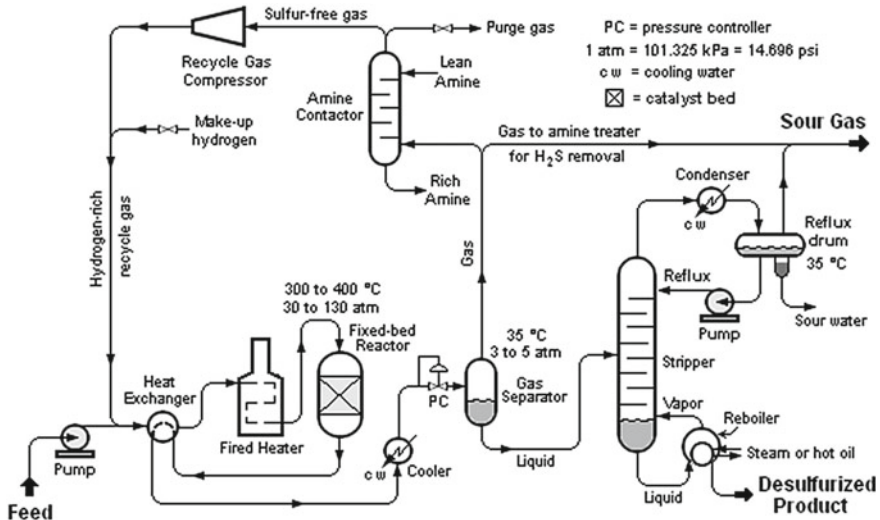 Sulfur-free gas
Purge gas
PC = pressure controller
1 atm = 101.325 kPa = 14.696 psi
c w = cooling water
= catalyst bed
Recycle Gas
Compressor
Lean
Amine
Amine
Contactor
Make-up
hydrogen
Gas to amine treater
for H₂S removal
Sour Gas
Rich
Amine
Condenser
c w
Reflux
drum
35 °C
Hydrogen-rich
recycle gas
Gas
300 to 400 °C
30 to 130 atm
Fixed-bed
Reactor
Reflux
Pump
Sour water
35 °C
3 to 5 atm
Gas
Separator
Stripper
Heat
Exchanger
PC
Vapor
Reboiler
Fired Heater
Steam or hot oil
Pump
c w
Cooler
Liquid
Liquid
Feed
Desulfurized
Product